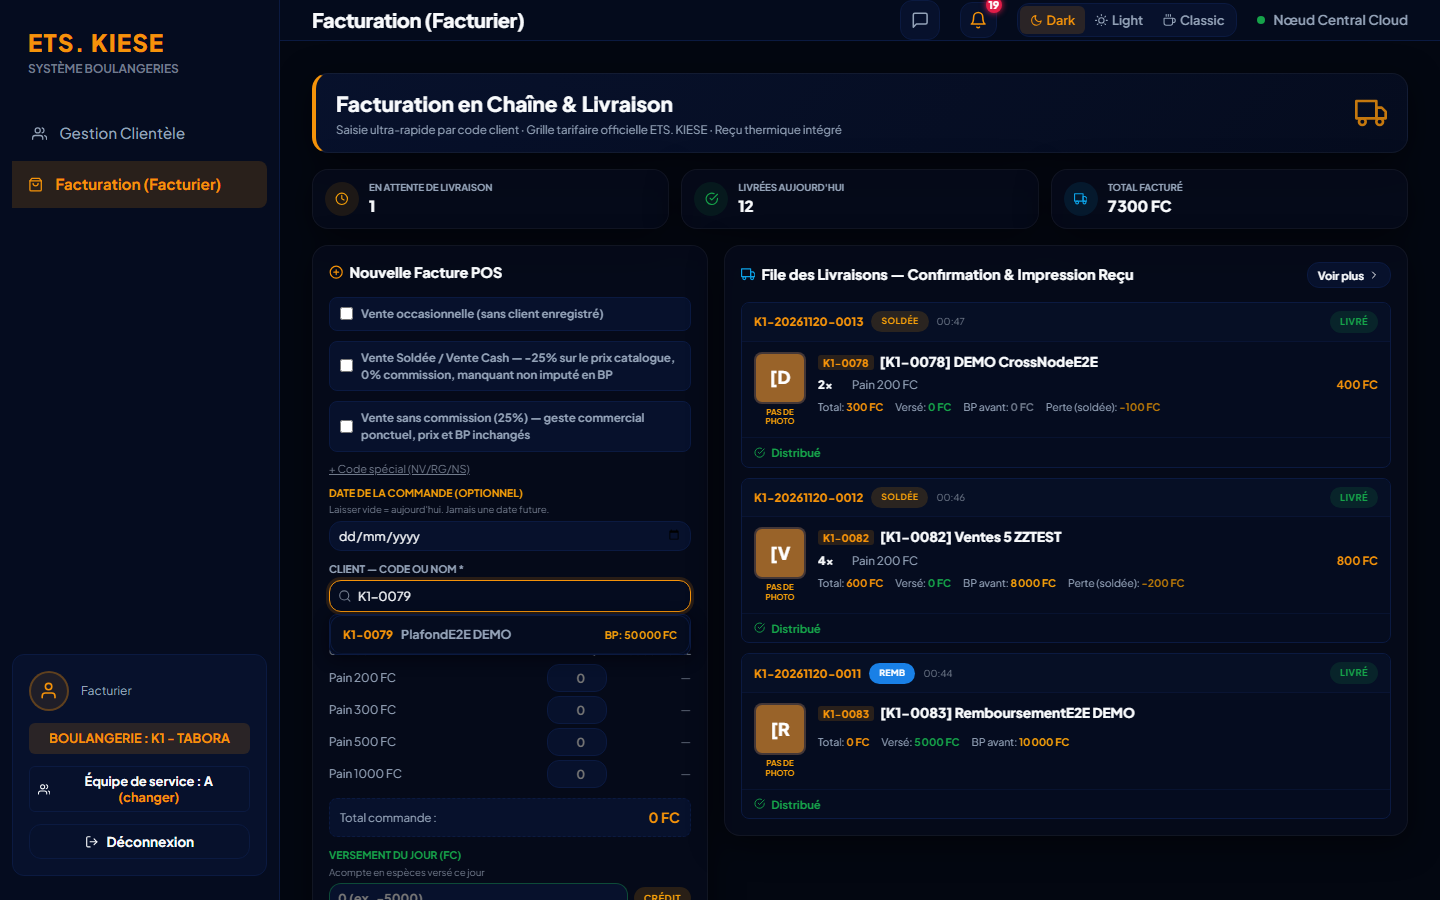 ETS. KIESE
SYSTÈME BOULANGERIES
Gestion Clientèle
Facturation (Facturier)
Facturier
BOULANGERIE : K1 - TABORA
Équipe de service : A
(changer)
Déconnexion
Facturation (Facturier)
19
Dark
Light
Classic
Nœud Central Cloud
Facturation en Chaîne & Livraison
Saisie ultra-rapide par code client · Grille tarifaire officielle ETS. KIESE · Reçu thermique intégré
EN ATTENTE DE LIVRAISON
1
LIVRÉES AUJOURD'HUI
12
TOTAL FACTURÉ
7300 FC
Nouvelle Facture POS
Vente occasionnelle (sans client enregistré)
Vente Soldée / Vente Cash — -25% sur le prix catalogue,
0% commission, manquant non imputé en BP
Vente sans commission (25%) — geste commercial
ponctuel, prix et BP inchangés
+ Code spécial (NV/RG/NS)
DATE DE LA COMMANDE (OPTIONNEL)
Laisser vide = aujourd'hui. Jamais une date future.
dd/mm/yyyy
CLIENT — CODE OU NOM *
K1-0079
K1-0079 PlafondE2E DEMO BP: 50000 FC
Pain 200 FC 0 —
Pain 300 FC 0 —
Pain 500 FC 0 —
Pain 1000 FC 0 —
Total commande : 0 FC
VERSEMENT DU JOUR (FC)
Acompte en espèces versé ce jour
0 (ex. -5000) CRÉDIT
File des Livraisons — Confirmation & Impression Reçu
Voir plus
K1-20261120-0013 SOLDÉE 00:47 LIVRÉ
[D
PAS DE
PHOTO
K1-0078 [K1-0078] DEMO CrossNodeE2E
2× Pain 200 FC 400 FC
Total: 300 FC Versé: 0 FC BP avant: 0 FC Perte (soldée): -100 FC
Distribué
K1-20261120-0012 SOLDÉE 00:46 LIVRÉ
[V
PAS DE
PHOTO
K1-0082 [K1-0082] Ventes 5 ZZTEST
4× Pain 200 FC 800 FC
Total: 600 FC Versé: 0 FC BP avant: 8000 FC Perte (soldée): -200 FC
Distribué
K1-20261120-0011 REMB 00:44 LIVRÉ
[R
PAS DE
PHOTO
K1-0083 [K1-0083] RemboursementE2E DEMO
Total: 0 FC Versé: 5000 FC BP avant: 10000 FC
Distribué